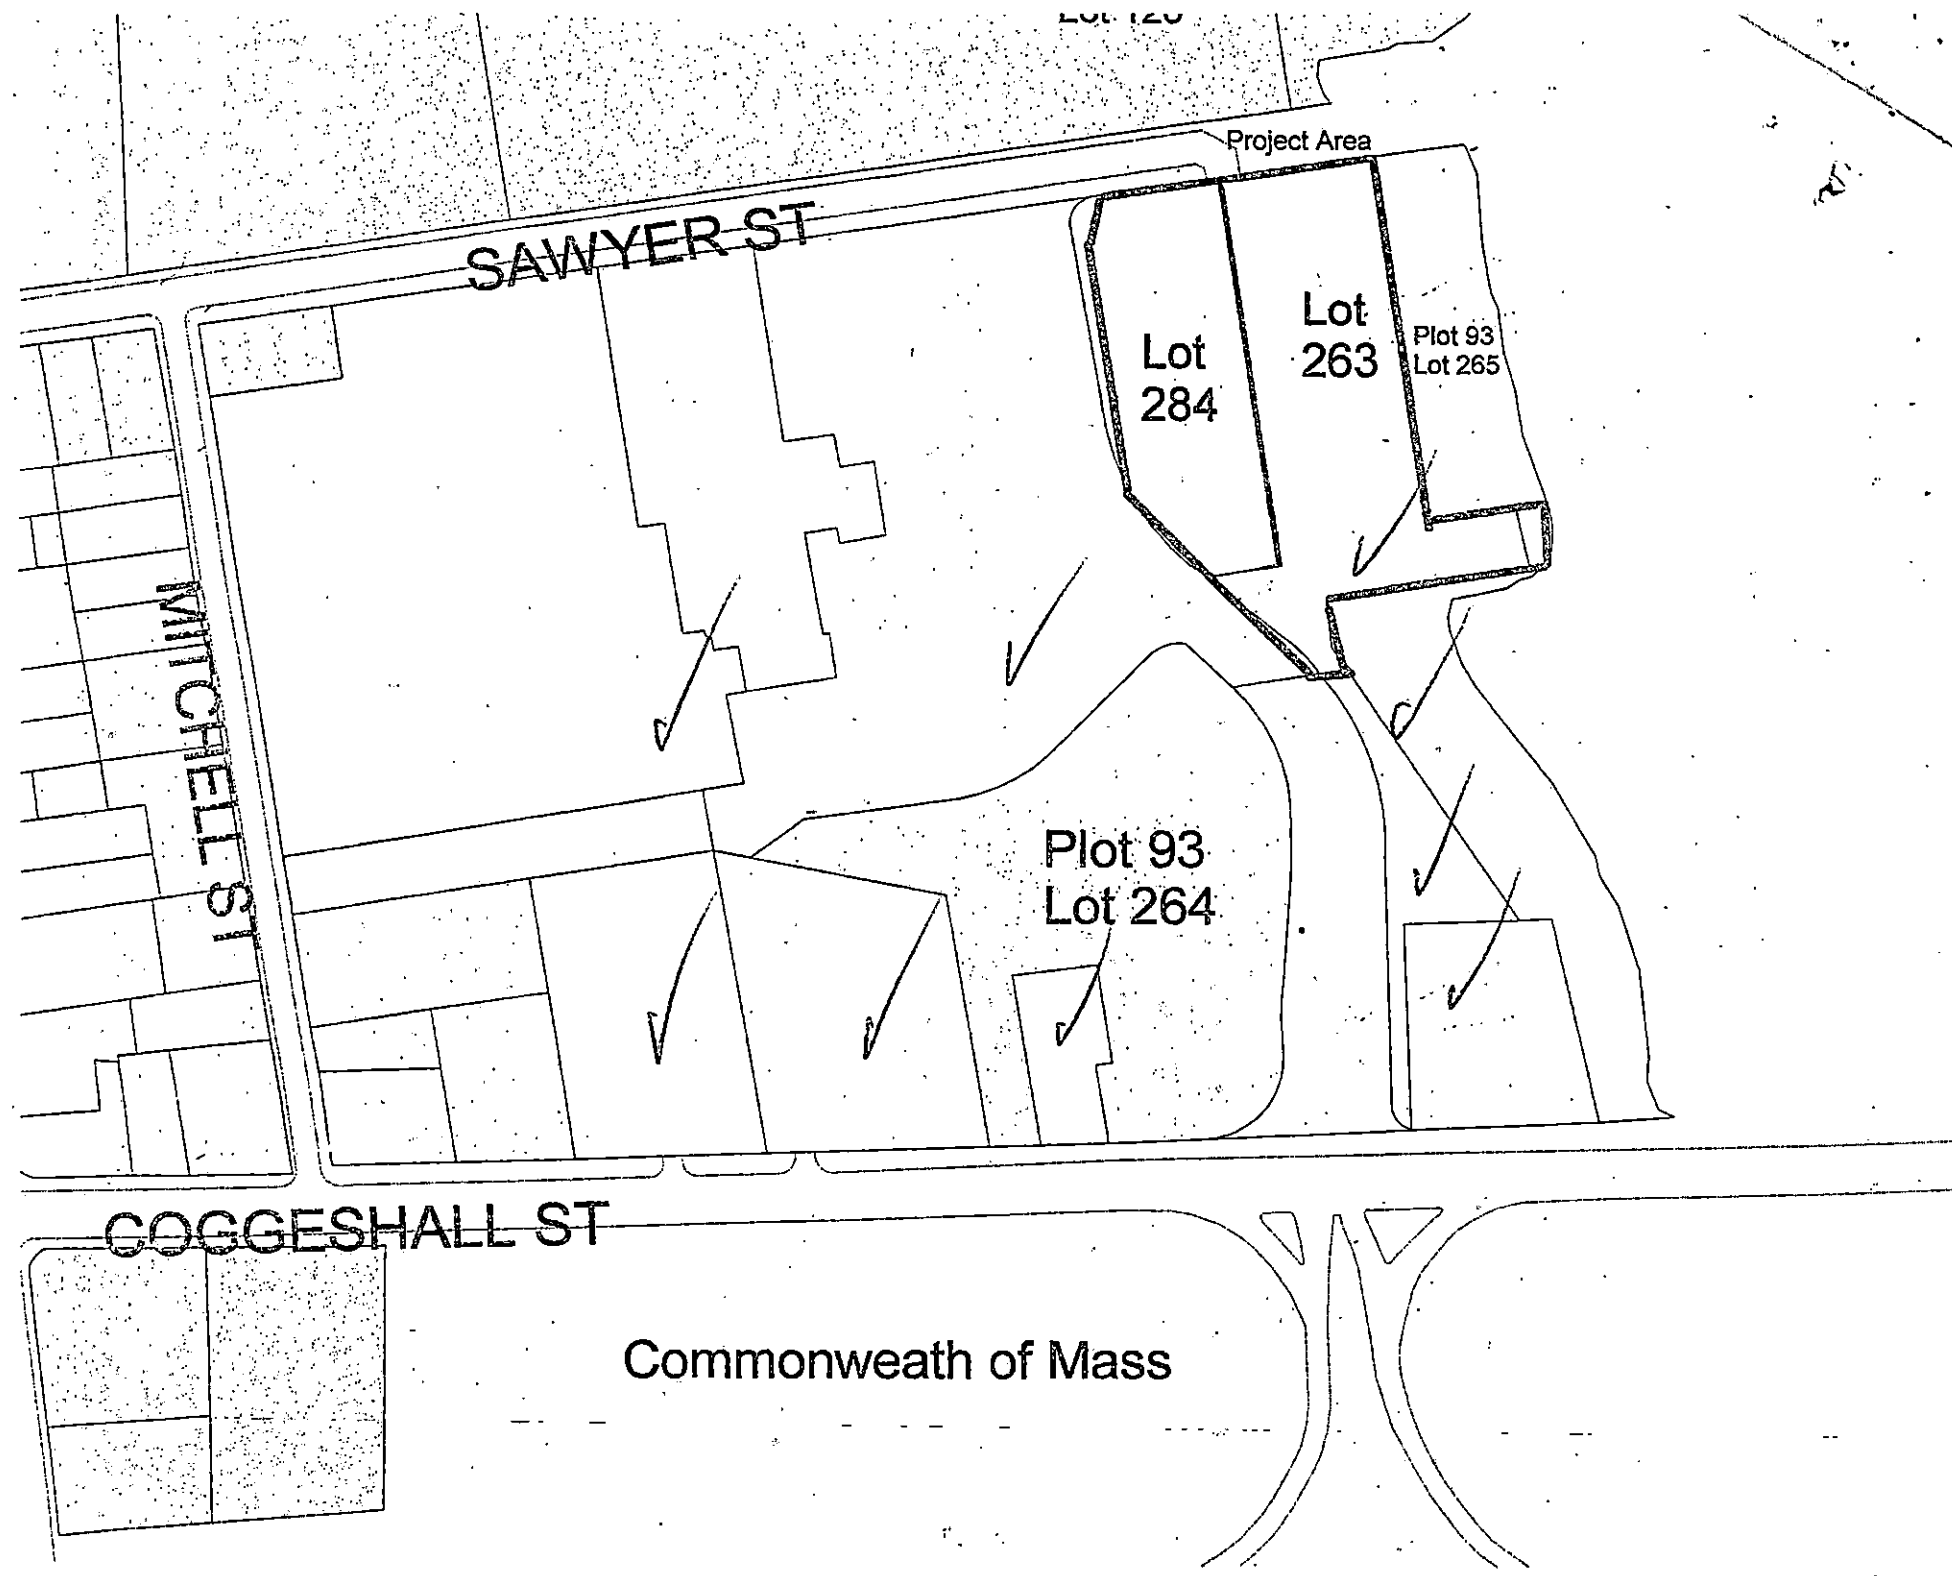 Project Area
SAWYER ST
Lot
263
Plot 93
Lot 265
Lot
284
MITCHELL ST
Plot 93
Lot 264
COGGESHALL ST
Commonweath of Mass